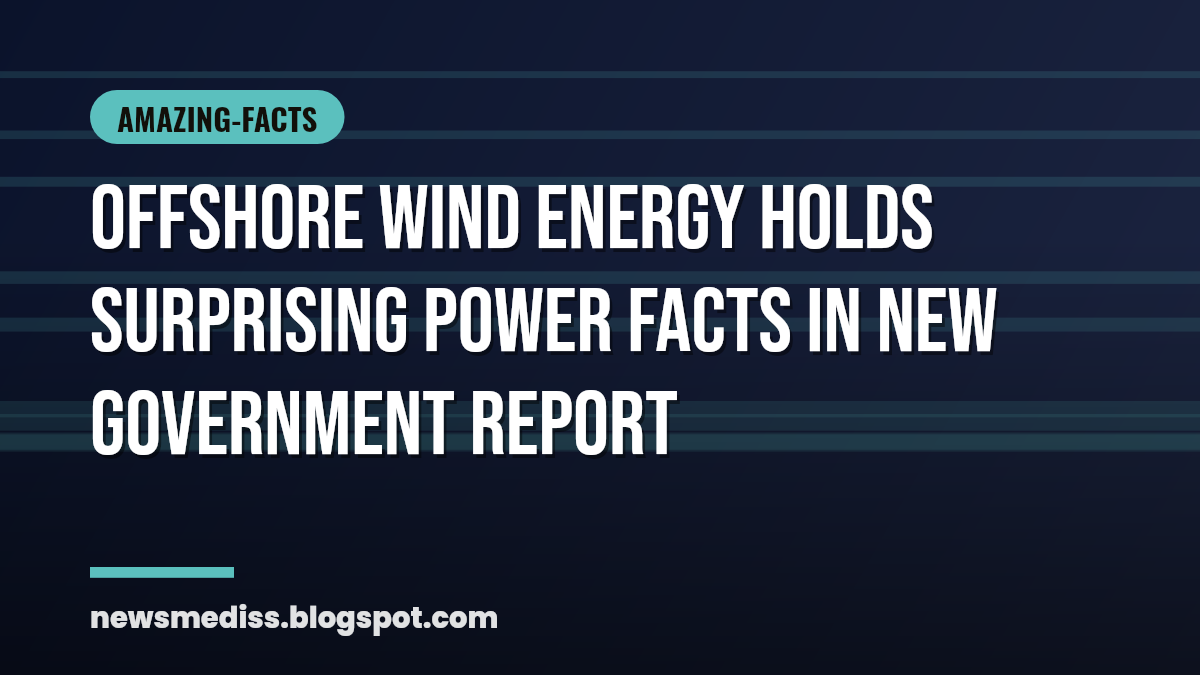 AMAZING-FACTS
OFFSHORE WIND ENERGY HOLDS
SURPRISING POWER FACTS IN NEW
GOVERNMENT REPORT
newsmediss.blogspot.com